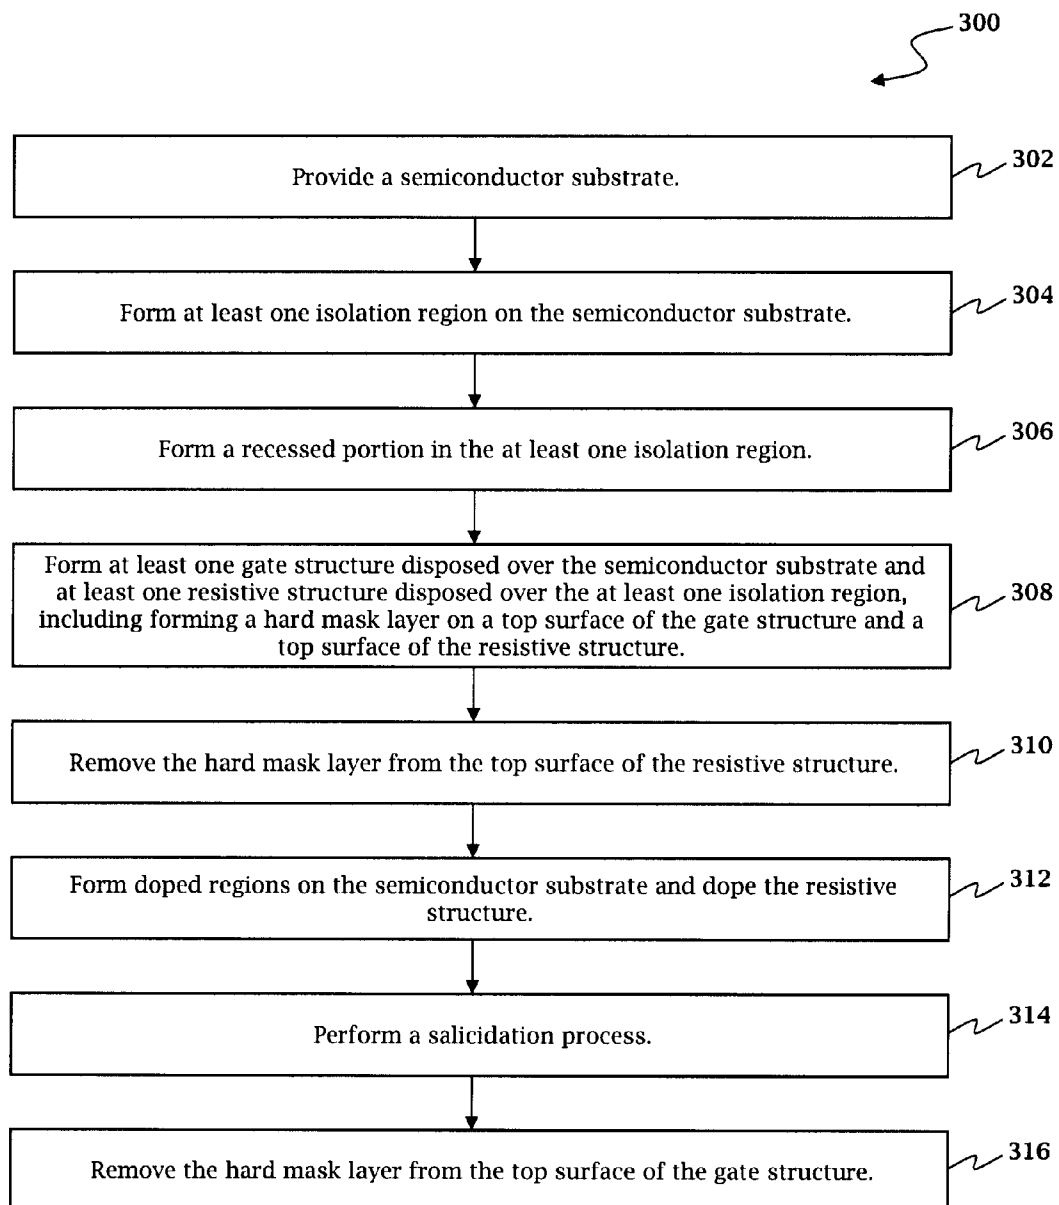 300
Provide a semiconductor substrate.
302
Form at least one isolation region on the semiconductor substrate.
304
Form a recessed portion in the at least one isolation region.
306
Form at least one gate structure disposed over the semiconductor substrate and
at least one resistive structure disposed over the at least one isolation region,
including forming a hard mask layer on a top surface of the gate structure and a
top surface of the resistive structure.
308
Remove the hard mask layer from the top surface of the resistive structure.
310
Form doped regions on the semiconductor substrate and dope the resistive
structure.
312
Perform a salicidation process.
314
Remove the hard mask layer from the top surface of the gate structure.
316